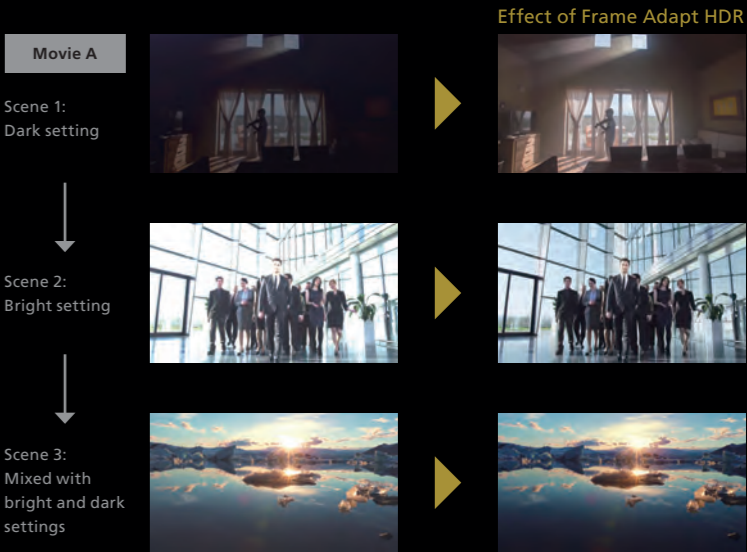 Effect of Frame Adapt HDR
Movie A
Scene 1:
Dark setting
Scene 2:
Bright setting
Scene 3:
Mixed with
bright and dark
settings